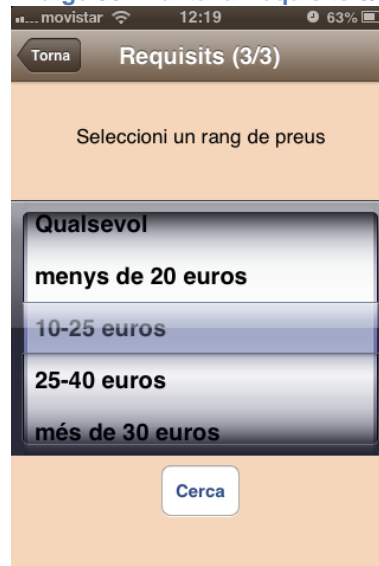 movistar 12:19 63%
Torna Requisits (3/3)
Seleccioni un rang de preus
Qualsevol
menys de 20 euros
10-25 euros
25-40 euros
més de 30 euros
Cerca